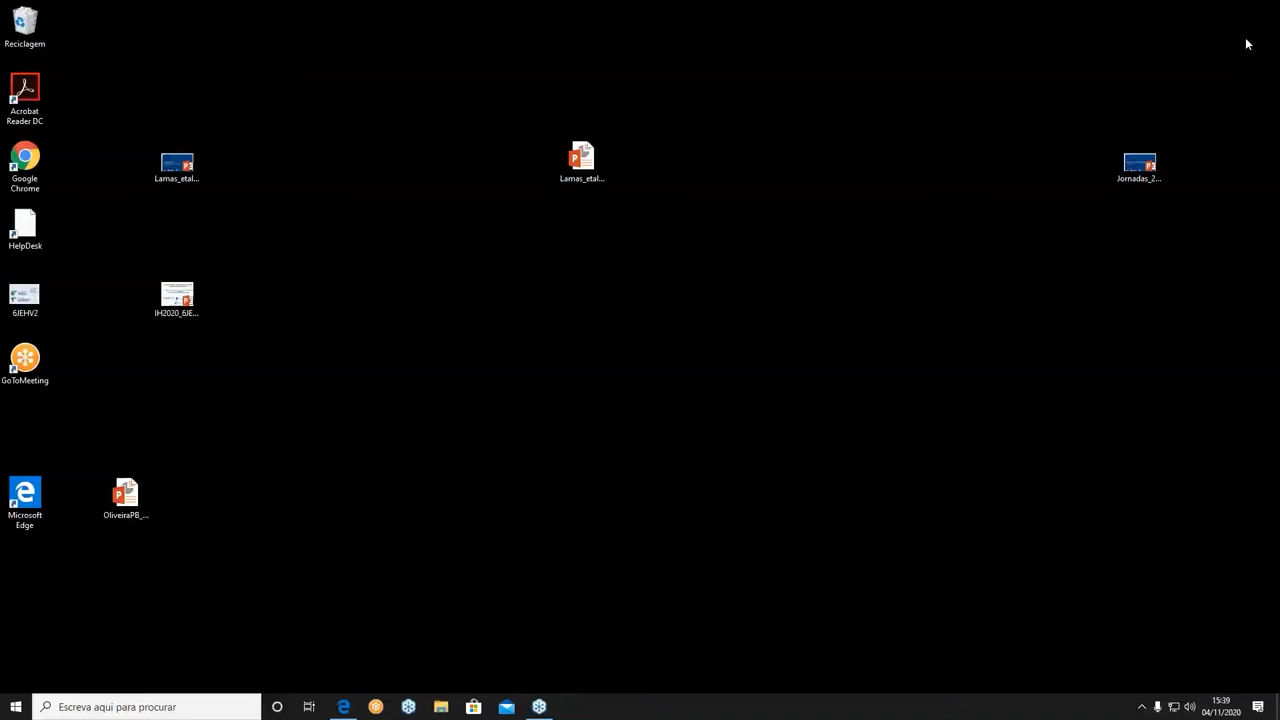 Reciclagem
Acrobat
Reader DC
Google
Chrome
Lamas_etal...
Lamas_etal...
Jornadas_2...
HelpDesk
6JEHV2
IH2020_6JE...
GoToMeeting
Microsoft
Edge
OliveiraPB_...
Escreva aqui para procurar
15:39
04/11/2020